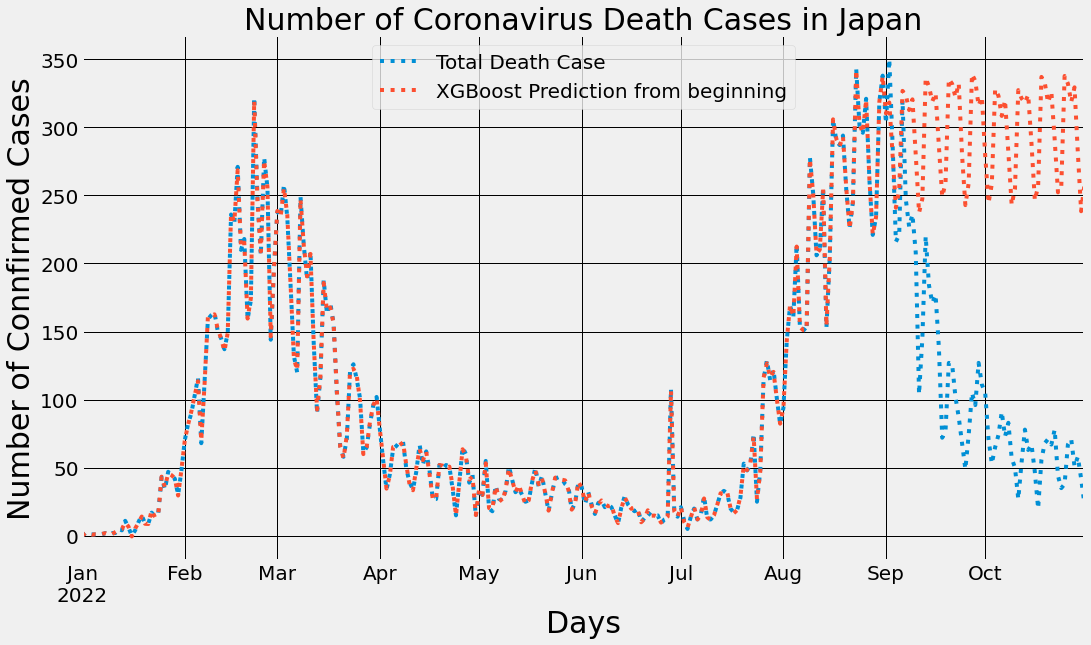 Number of Coronavirus Death Cases in Japan
Total Death Case
XGBoost Prediction from beginning
Number of Connfirmed Cases
350
300
250
200
150
100
50
0
Jan Feb Mar Apr May Jun Jul Aug Sep Oct
2022
Days